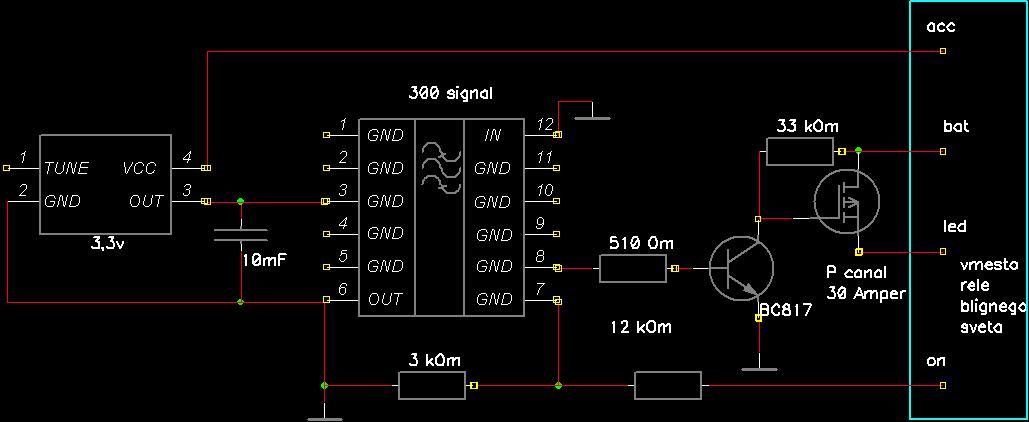 acc
300 signal
33 kOm
bat
1 GND IN 12
1 TUNE VCC 4
2 GND GND 11
2 GND OUT 3
3 GND GND 10
3,3v
4 GND GND 9
10mF
5 GND GND 8
510 Om
led
6 OUT GND 7
P canal
30 Amper
BC817
vmesta
rele
blignego
sveta
12 kOm
3 kOm
on